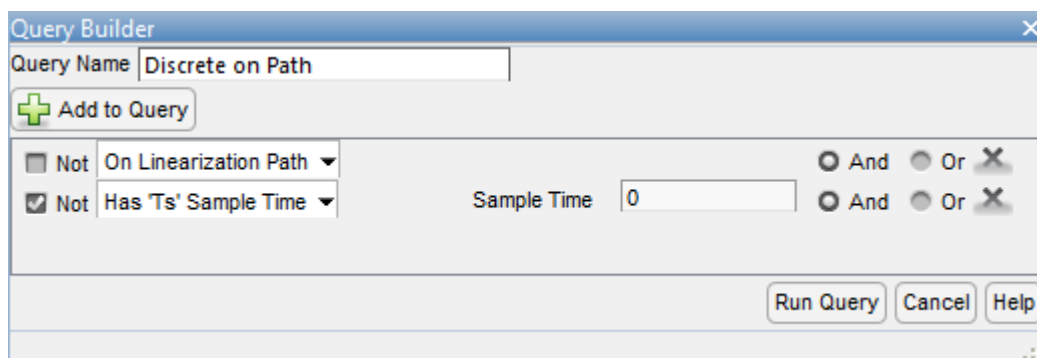 Query Builder
Query Name Discrete on Path
Add to Query
Not On Linearization Path And Or
Not Has 'Ts' Sample Time Sample Time 0 And Or
Run Query Cancel Help